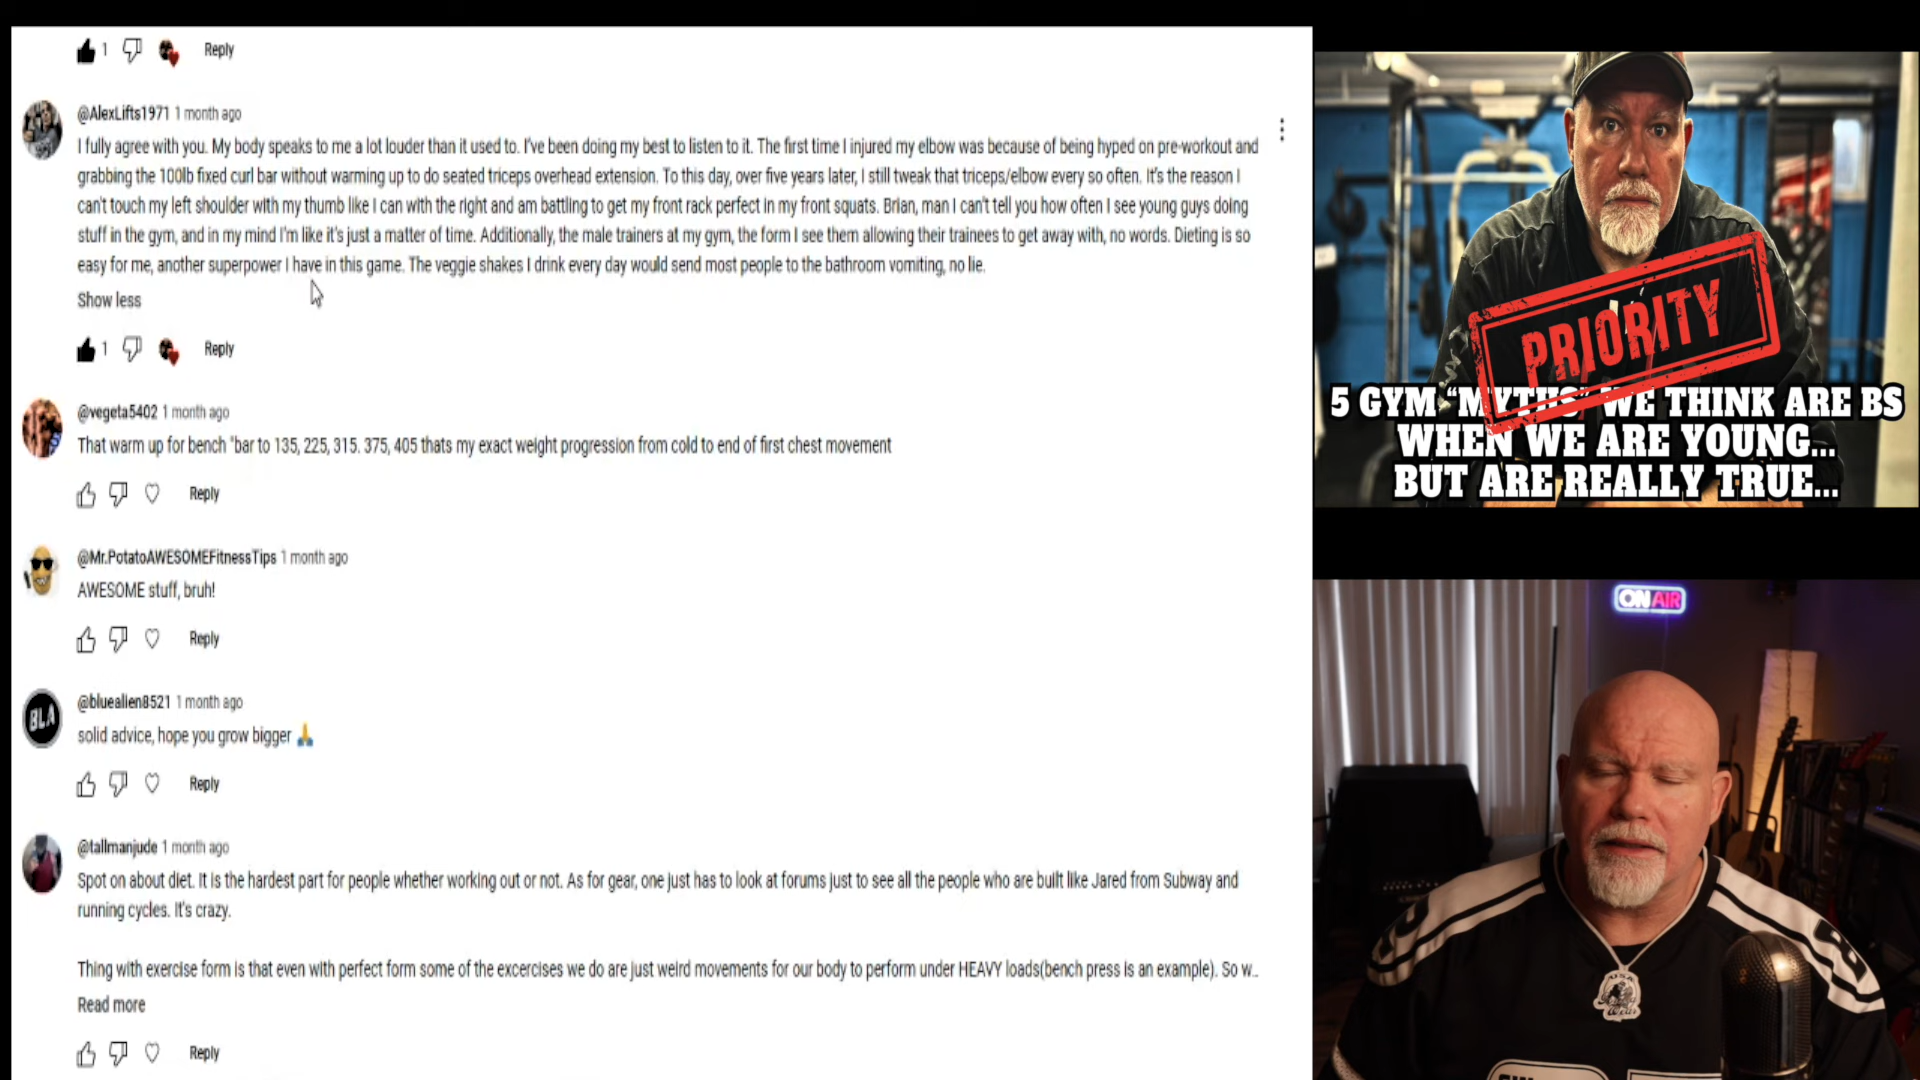 1 Reply
@AlexLifts1971 1 month ago
I fully agree with you. My body speaks to me a lot louder than it used to. I've been doing my best to listen to it. The first time I injured my elbow was because of being hyped on pre-workout and
grabbing the 100lb fixed curl bar without warming up to do seated triceps overhead extension. To this day, over five years later, I still tweak that triceps/elbow every so often. It's the reason I
can't touch my left shoulder with my thumb like I can with the right and am battling to get my front rack perfect in my front squats. Brian, man I can't tell you how often I see young guys doing
stuff in the gym, and in my mind I'm like it's just a matter of time. Additionally, the male trainers at my gym, the form I see them allowing their trainees to get away with, no words. Dieting is so
easy for me, another superpower I have in this game. The veggie shakes I drink every day would send most people to the bathroom vomiting, no lie.
Show less
1 Reply
@vegeta5402 1 month ago
That warm up for bench "bar to 135, 225, 315. 375, 405 thats my exact weight progression from cold to end of first chest movement
Reply
@Mr.PotatoAWESOMEFitnessTips 1 month ago
AWESOME stuff, bruh!
Reply
BLA
@blueallen8521 1 month ago
solid advice, hope you grow bigger 🙏
Reply
@tallmanjude 1 month ago
Spot on about diet. It is the hardest part for people whether working out or not. As for gear, one just has to look at forums just to see all the people who are built like Jared from Subway and
running cycles. It's crazy.
Thing with exercise form is that even with perfect form some of the excercises we do are just weird movements for our body to perform under HEAVY loads(bench press is an example). So w..
Read more
Reply
PRIORITY
5 GYM “MYTHS” WE THINK ARE BS
WHEN WE ARE YOUNG...
BUT ARE REALLY TRUE...
ON AIR